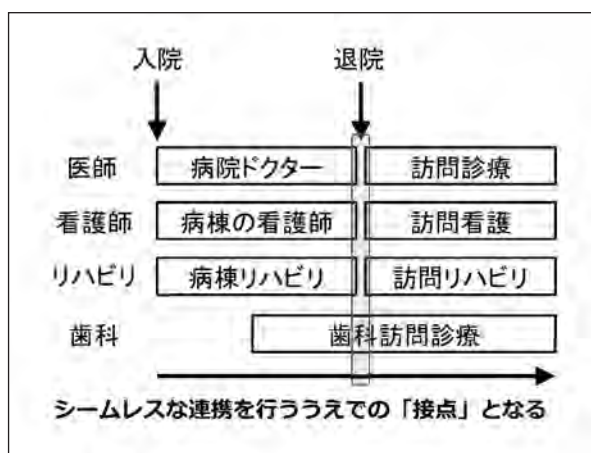 入院 退院
医師 病院ドクター 訪問診療
看護師 病棟の看護師 訪問看護
リハビリ 病棟リハビリ 訪問リハビリ
歯科 歯科訪問診療
シームレスな連携を行ううえでの「接点」となる